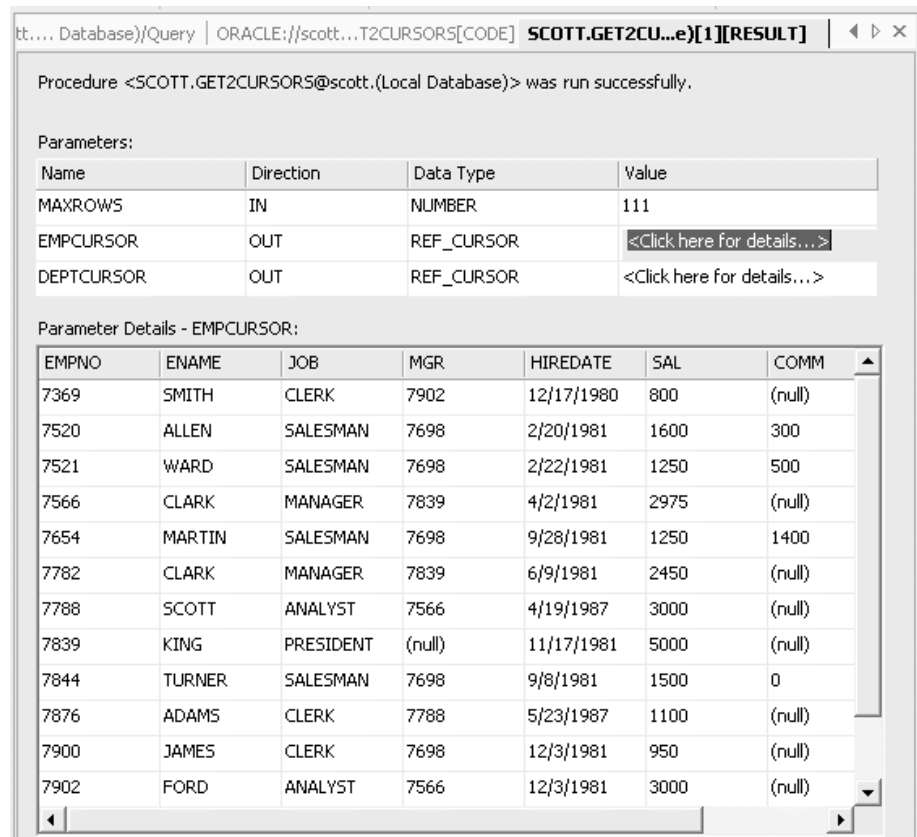 tt.... Database)/Query | ORACLE://scott...T2CURSORS[CODE] SCOTT.GET2CU...e)[1][RESULT]
Procedure <SCOTT.GET2CURSORS@scott.(Local Database)> was run successfully.
Parameters:
Name Direction Data Type Value
MAXROWS IN NUMBER 111
EMPCURSOR OUT REF_CURSOR <Click here for details...>
DEPTCURSOR OUT REF_CURSOR <Click here for details...>
Parameter Details - EMPCURSOR:
EMPNO ENAME JOB MGR HIREDATE SAL COMM
7369 SMITH CLERK 7902 12/17/1980 800 (null)
7520 ALLEN SALESMAN 7698 2/20/1981 1600 300
7521 WARD SALESMAN 7698 2/22/1981 1250 500
7566 CLARK MANAGER 7839 4/2/1981 2975 (null)
7654 MARTIN SALESMAN 7698 9/28/1981 1250 1400
7782 CLARK MANAGER 7839 6/9/1981 2450 (null)
7788 SCOTT ANALYST 7566 4/19/1987 3000 (null)
7839 KING PRESIDENT (null) 11/17/1981 5000 (null)
7844 TURNER SALESMAN 7698 9/8/1981 1500 0
7876 ADAMS CLERK 7788 5/23/1987 1100 (null)
7900 JAMES CLERK 7698 12/3/1981 950 (null)
7902 FORD ANALYST 7566 12/3/1981 3000 (null)